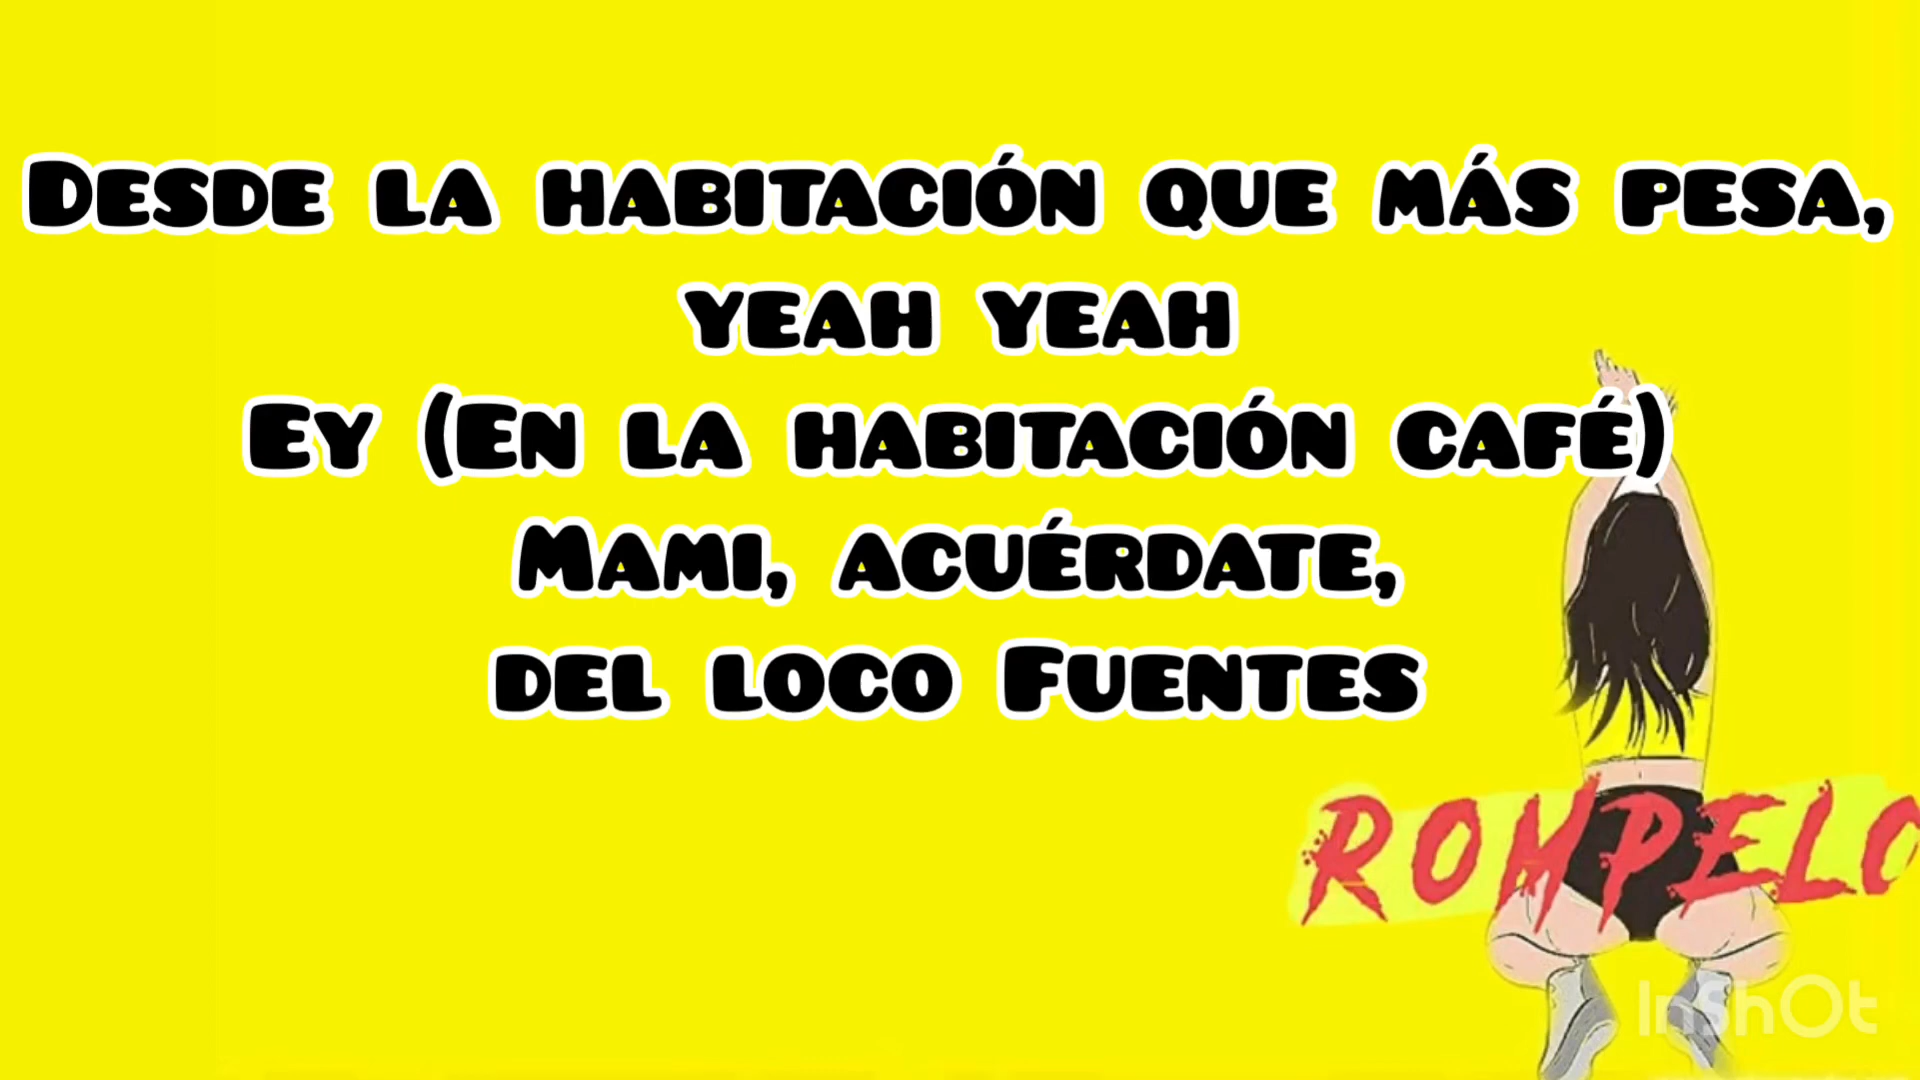 Desde la habitación que más pesa,
yeah yeah
Ey (En la habitación café)
Mami, acuérdate,
del loco Fuentes
ROMPELO
InShOt